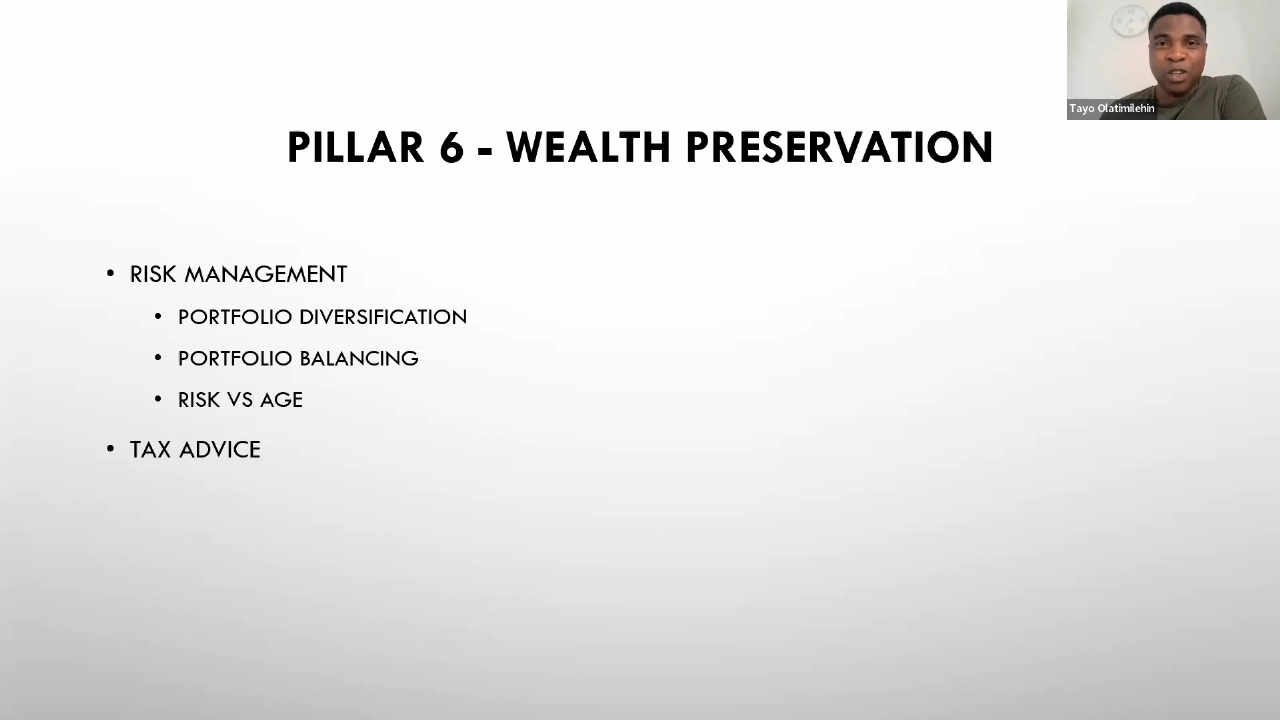 Tayo Olatimilehin
PILLAR 6 - WEALTH PRESERVATION
• RISK MANAGEMENT
• PORTFOLIO DIVERSIFICATION
• PORTFOLIO BALANCING
• RISK VS AGE
• TAX ADVICE